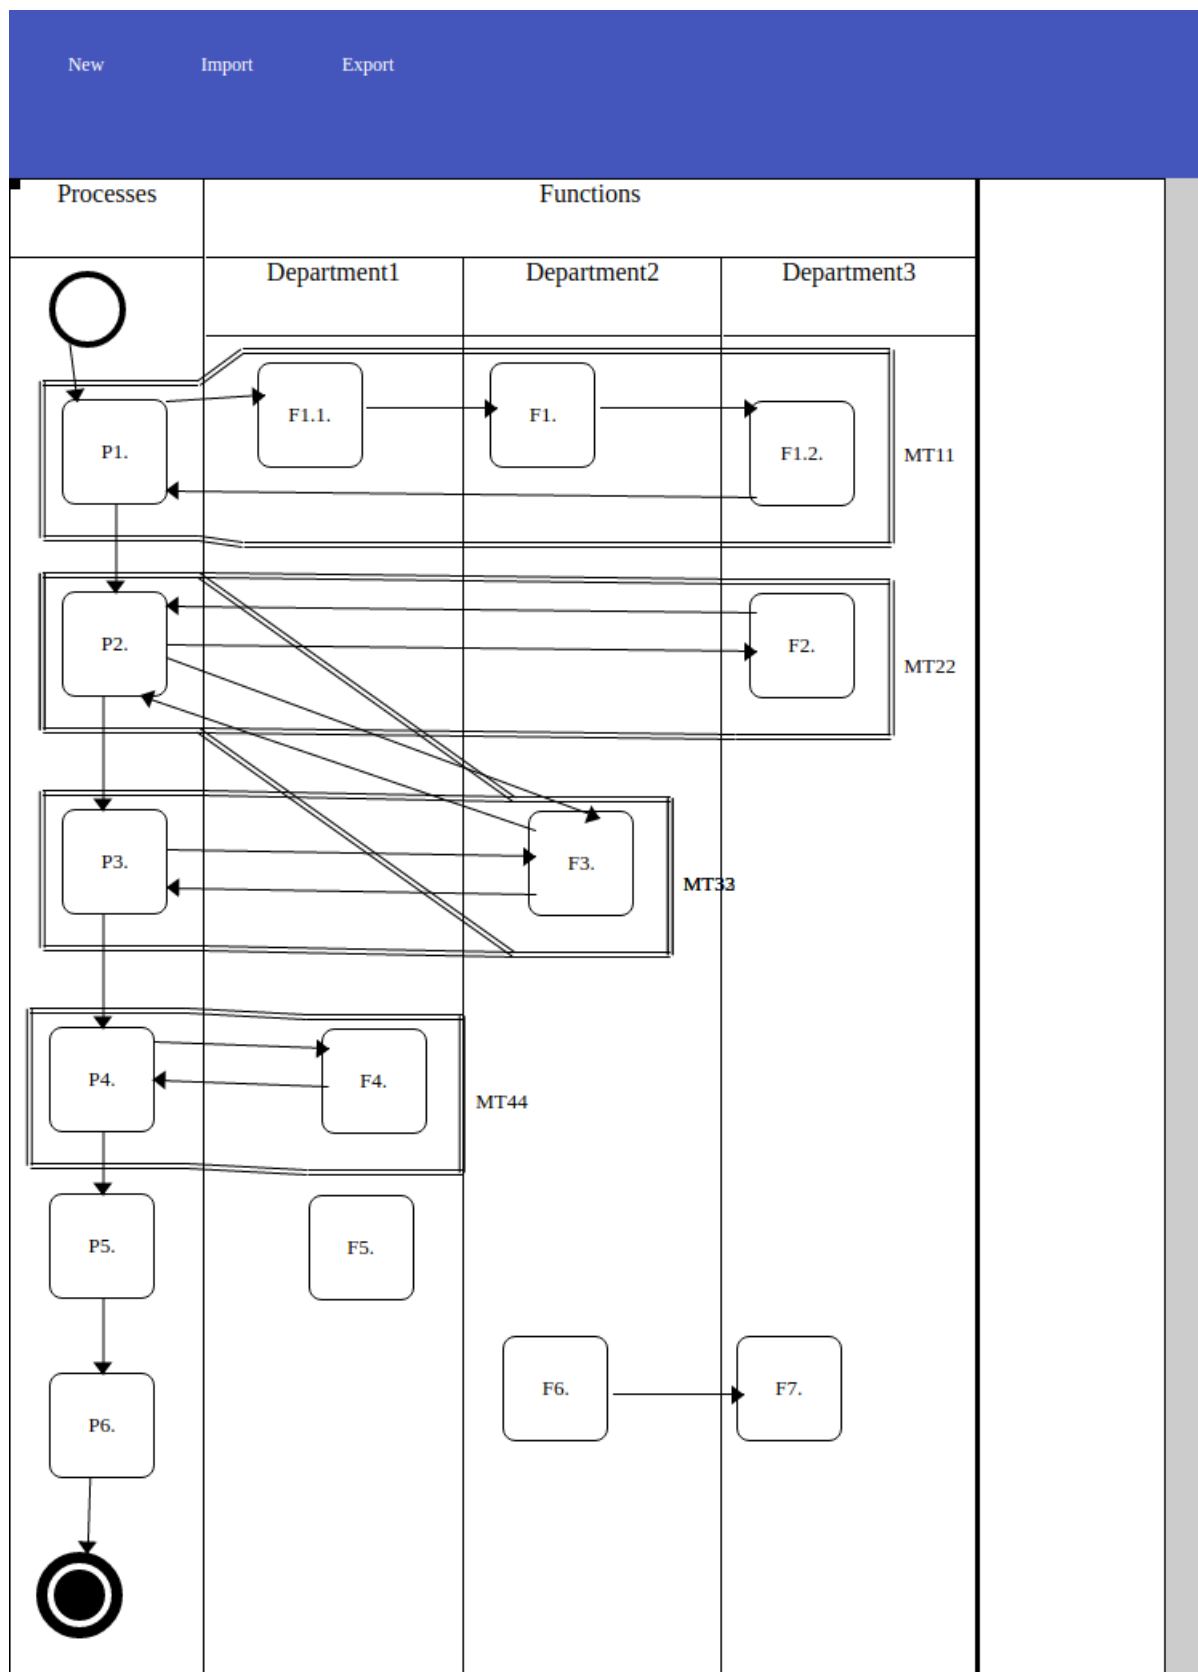 New Import Export
Processes Functions
Department1 Department2 Department3
F1.1. F1.
P1. F1.2. MT11
P2. F2.
MT22
P3. F3.
P4. F4.
MT44
P5. F5.
F6. F7.
P6.